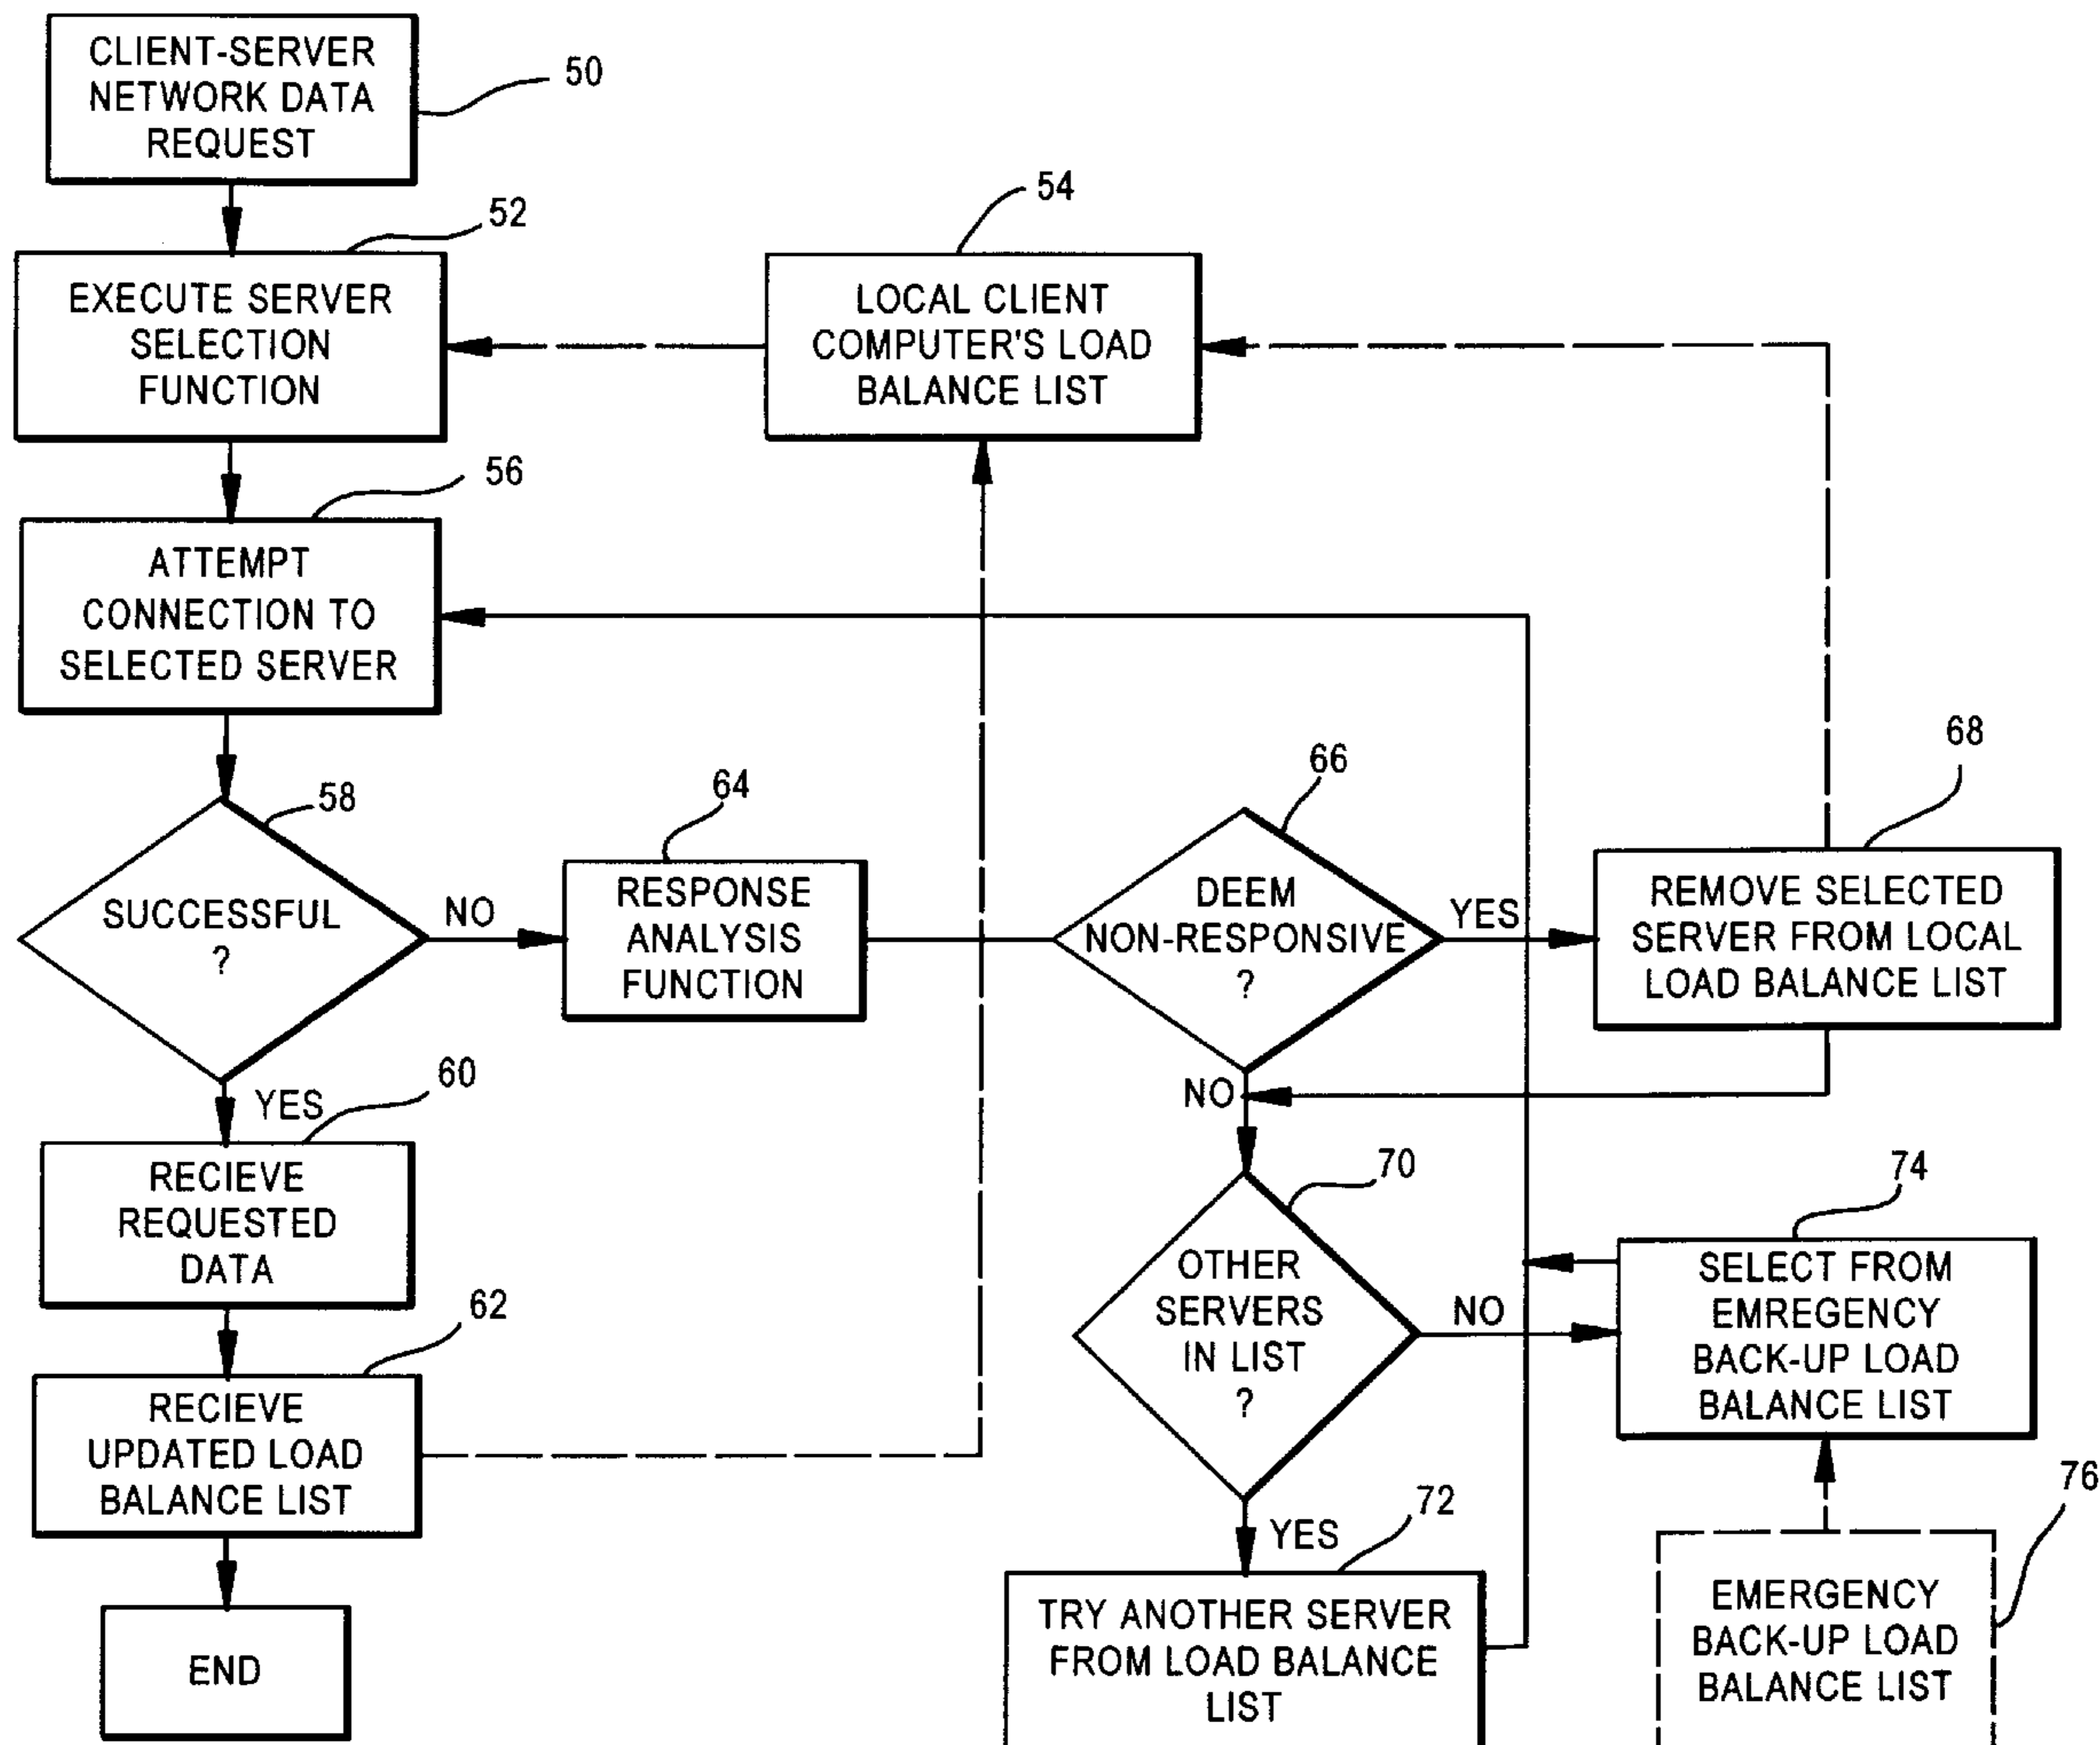 CLIENT-SERVER
NETWORK DATA
REQUEST
50
52
EXECUTE SERVER
SELECTION
FUNCTION
54
LOCAL CLIENT
COMPUTER'S LOAD
BALANCE LIST
56
ATTEMPT
CONNECTION TO
SELECTED SERVER
58
SUCCESSFUL
?
NO
YES
64
RESPONSE
ANALYSIS
FUNCTION
66
DEEM
NON-RESPONSIVE
?
YES
NO
68
REMOVE SELECTED
SERVER FROM LOCAL
LOAD BALANCE LIST
60
RECIEVE
REQUESTED
DATA
62
RECIEVE
UPDATED LOAD
BALANCE LIST
END
70
OTHER
SERVERS
IN LIST
?
NO
YES
74
SELECT FROM
EMREGENCY
BACK-UP LOAD
BALANCE LIST
72
TRY ANOTHER SERVER
FROM LOAD BALANCE
LIST
76
EMERGENCY
BACK-UP LOAD
BALANCE LIST